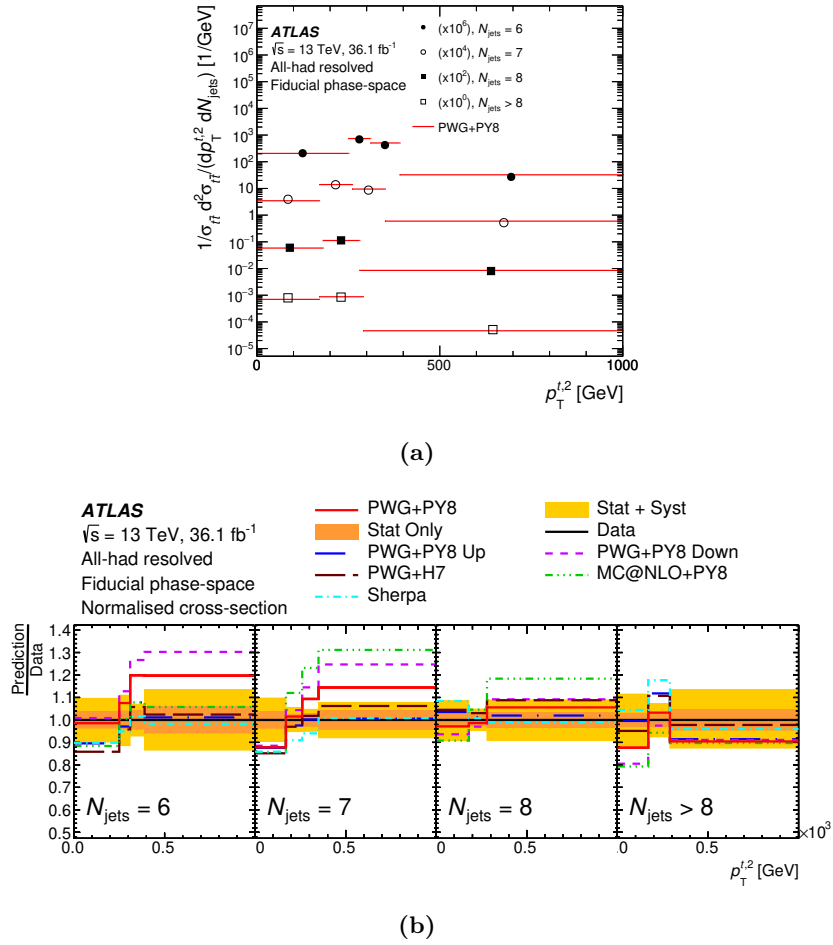 1/σ_{tt̄} d²σ_{tt̄}/(dp_T^{t,2} dN_jets) [1/GeV]
ATLAS
√s = 13 TeV, 36.1 fb⁻¹
All-had resolved
Fiducial phase-space
(x10⁶), N_jets = 6
(x10⁴), N_jets = 7
(x10²), N_jets = 8
(x10⁰), N_jets > 8
PWG+PY8
10⁷
10⁶
10⁵
10⁴
10³
10²
10
1
10⁻¹
10⁻²
10⁻³
10⁻⁴
10⁻⁵
0 500 1000
p_T^{t,2} [GeV]
(a)
ATLAS
√s = 13 TeV, 36.1 fb⁻¹
All-had resolved
Fiducial phase-space
Normalised cross-section
PWG+PY8
Stat Only
PWG+PY8 Up
PWG+H7
Sherpa
Stat + Syst
Data
PWG+PY8 Down
MC@NLO+PY8
Prediction
Data
1.4
1.3
1.2
1.1
1.0
0.9
0.8
0.7
0.6
0.5
N_jets = 6 N_jets = 7 N_jets = 8 N_jets > 8
0.0 0.5 0.0 0.5 0.0 0.5 0.0 0.5
×10³
p_T^{t,2} [GeV]
(b)